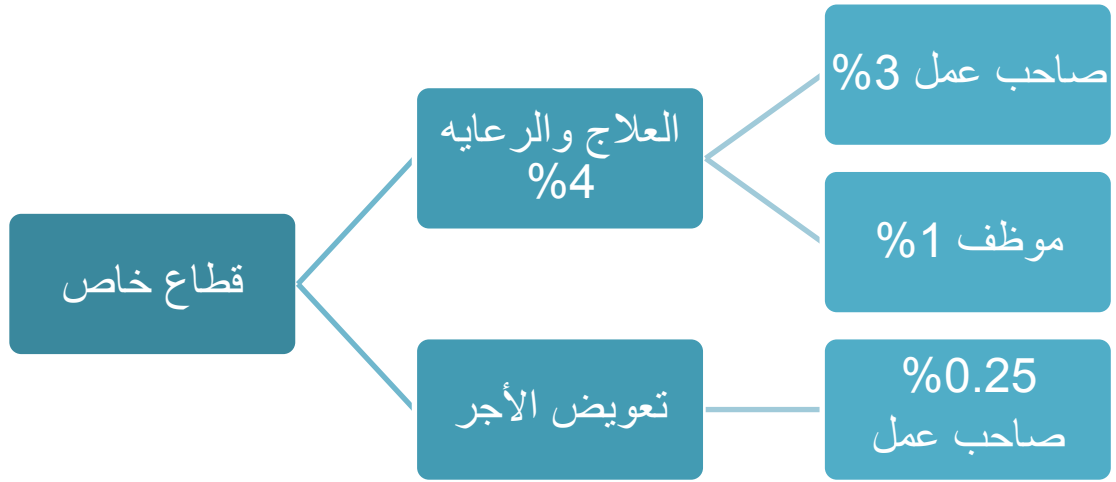 قطاع خاص
العلاج والرعايه
%4
تعويض الأجر
صاحب عمل 3%
موظف 1%
%0.25
صاحب عمل